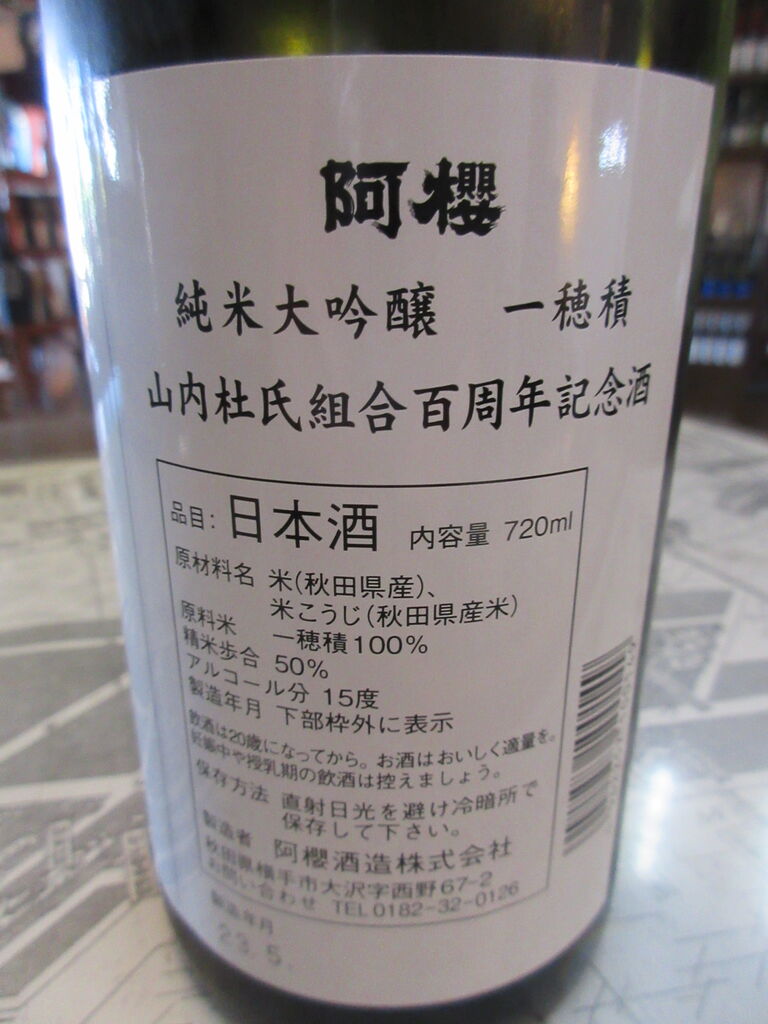 阿櫻
純米大吟醸　一穂積
山内杜氏組合百周年記念酒
品目：日本酒　内容量 720ml
原材料名 米（秋田県産）、
米こうじ（秋田県産米）
原料米 一穂積100%
精米歩合 50%
アルコール分 15度
製造年月 下部枠外に表示
飲酒は20歳になってから。お酒はおいしく適量を。
妊娠中や授乳期の飲酒は控えましょう。
保存方法 直射日光を避け冷暗所で
保存して下さい。
製造者 阿櫻酒造株式会社
秋田県横手市大沢字西野67-2
お問い合わせ TEL0182-32-0126
製造年月
23.5.